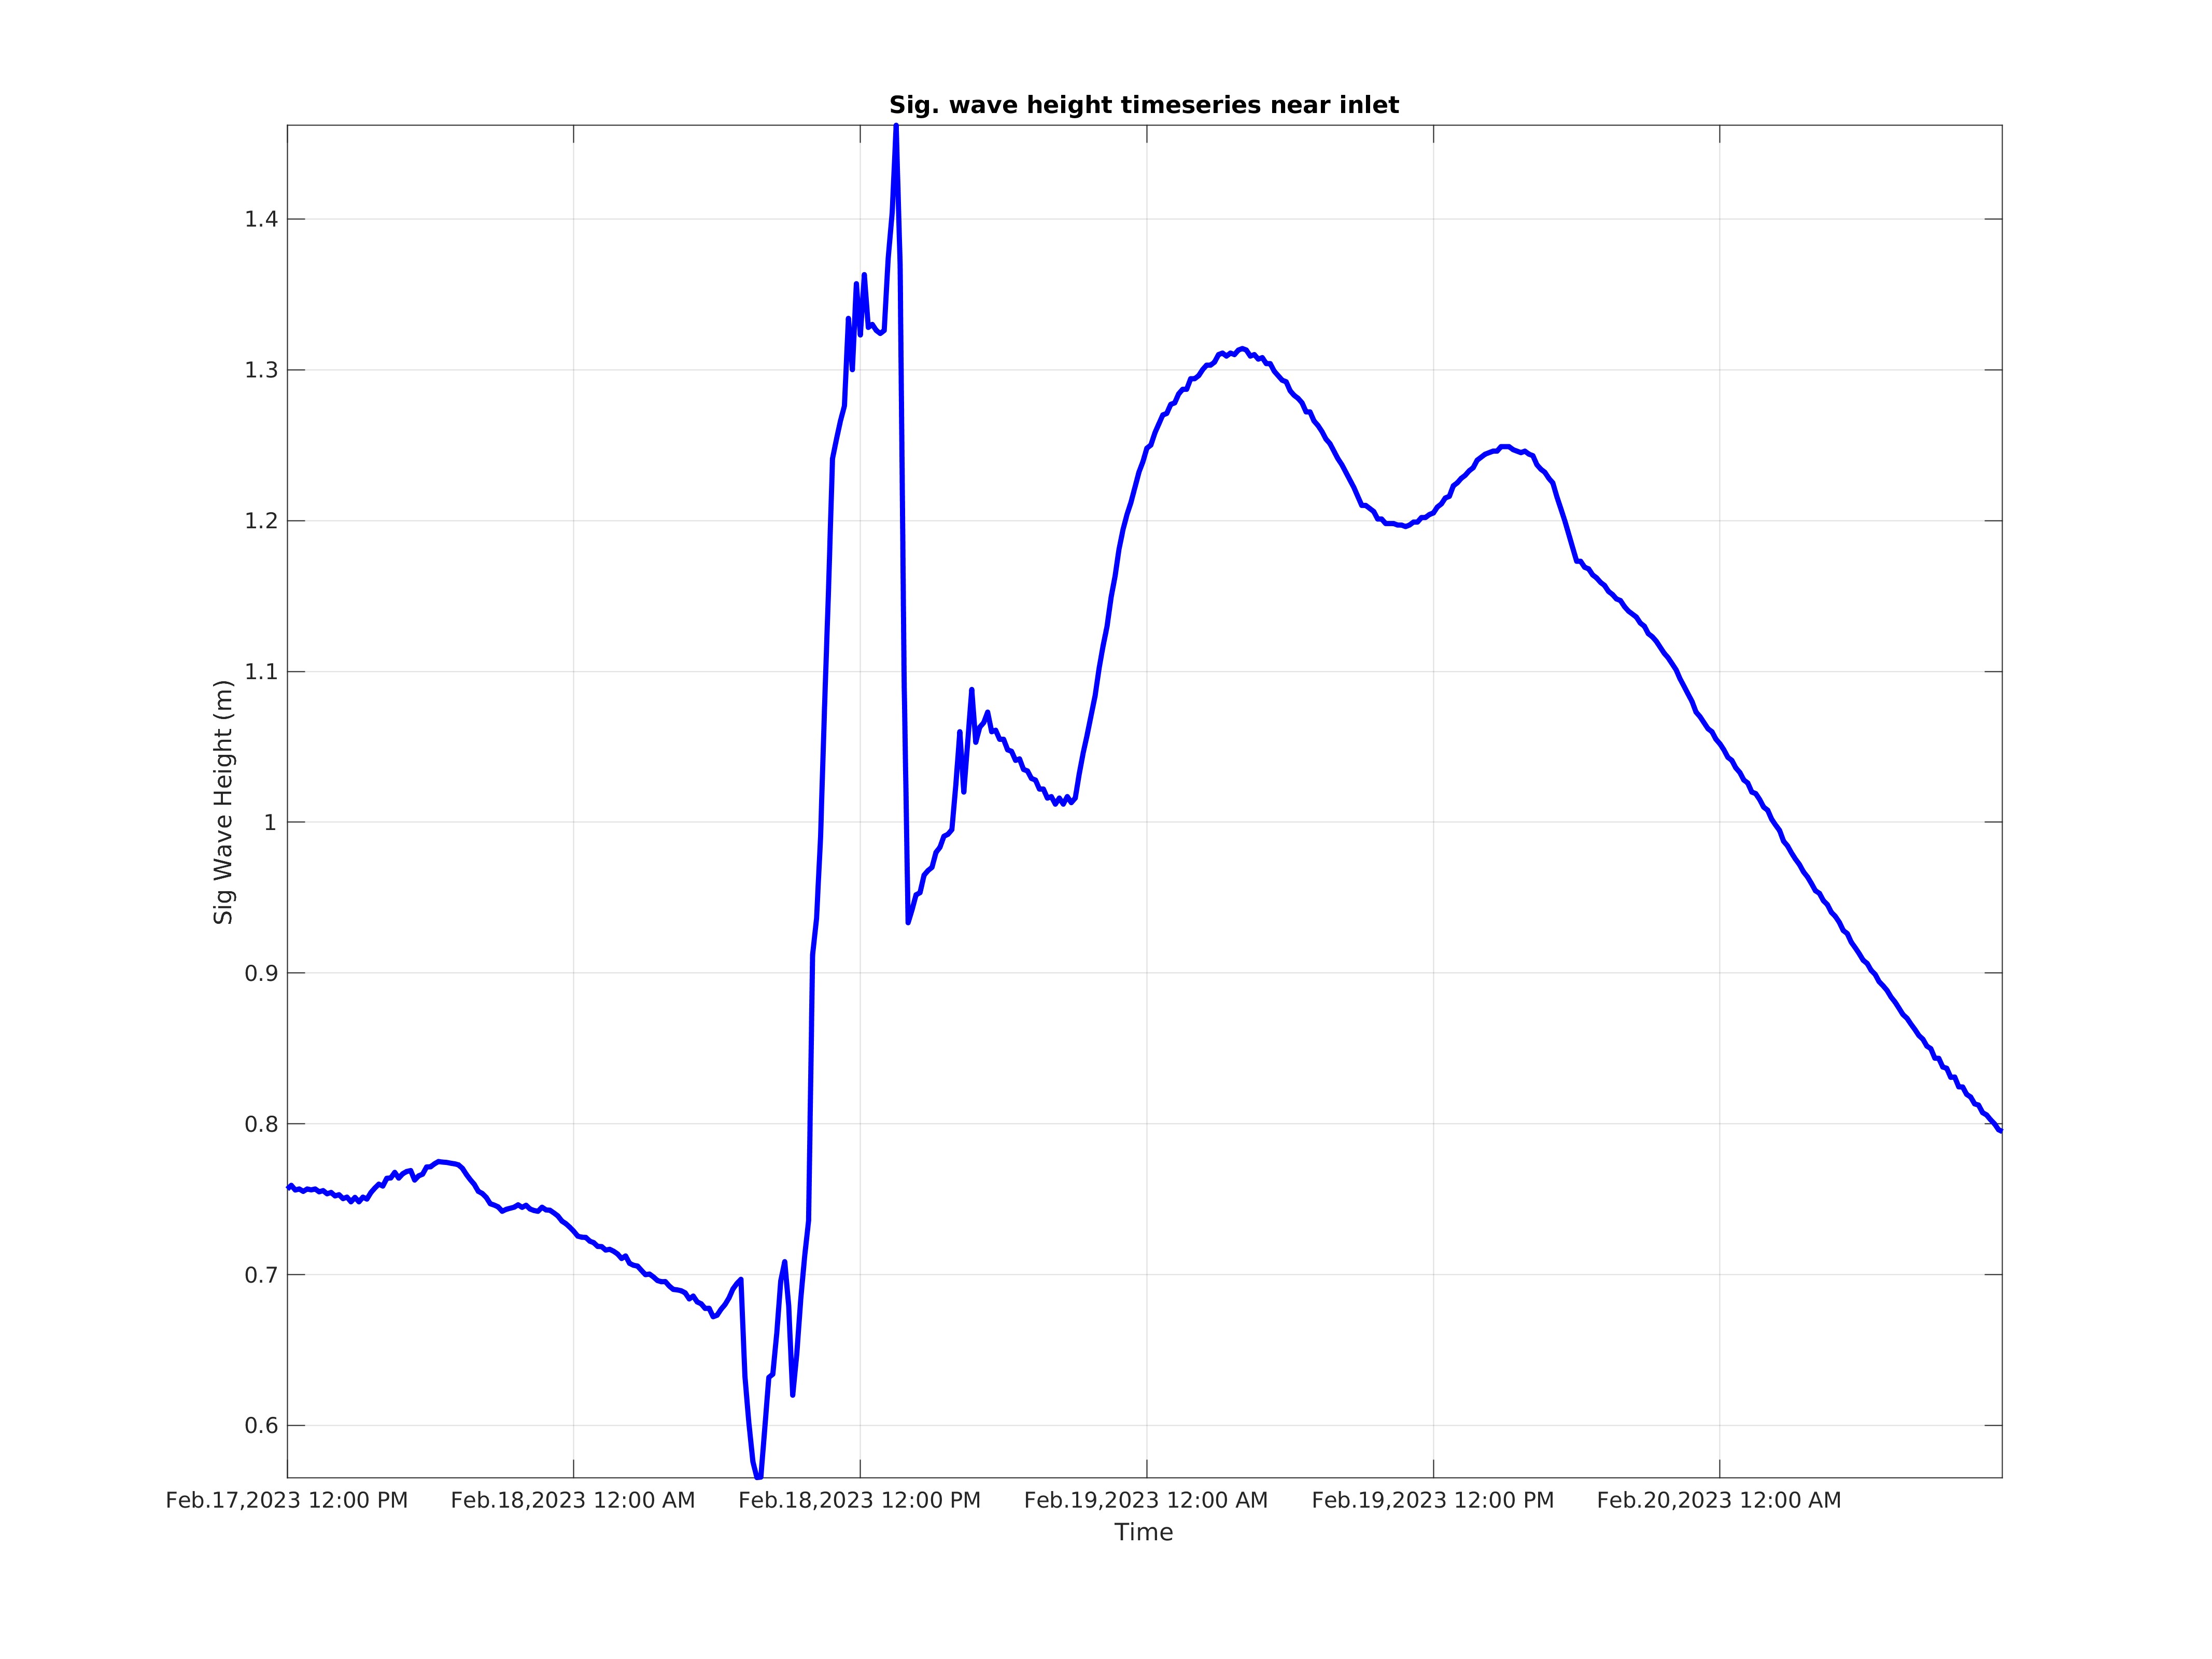 Sig. wave height timeseries near inlet
1.4
1.3
1.2
1.1
1
0.9
0.8
0.7
0.6
Sig Wave Height (m)
Feb.17,2023 12:00 PM Feb.18,2023 12:00 AM Feb.18,2023 12:00 PM Feb.19,2023 12:00 AM Feb.19,2023 12:00 PM Feb.20,2023 12:00 AM
Time